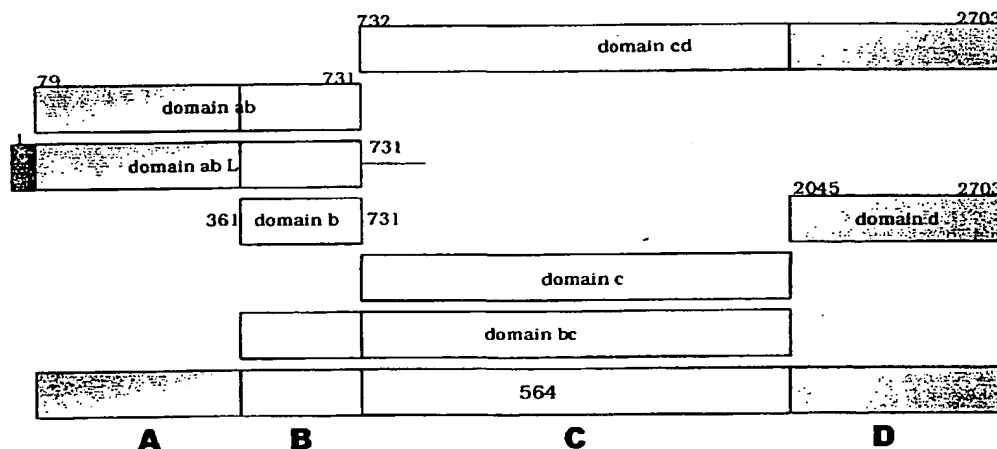 732 2703
domain cd
79 731
domain ab
731
domain ab L
2045 2703
361 domain b 731 domain d
domain c
domain bc
564
A B C D